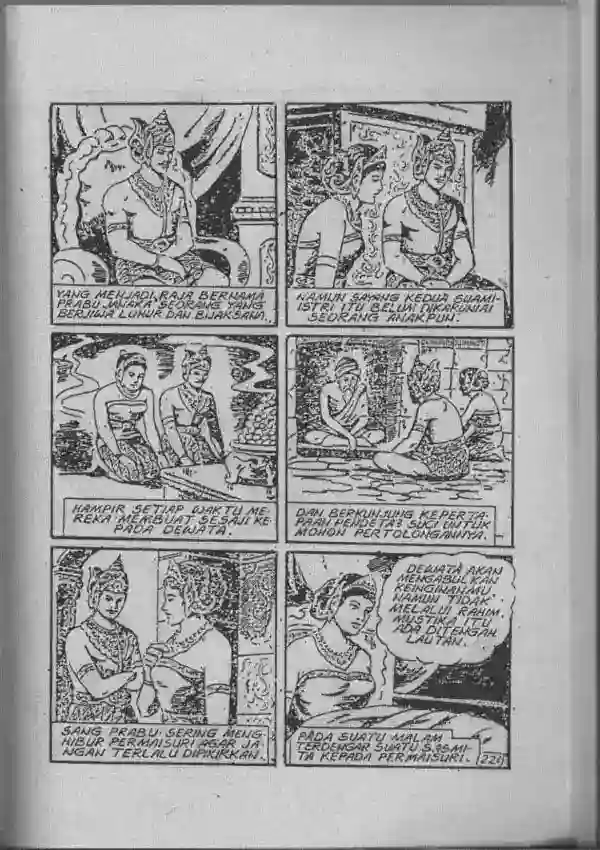 YANG MENJADI RAJA BERNAMA
PRABU JANAKA SEORANG YANG
BERJIWA LUHUR DAN BIJAKSANA.
NAMUN SAYANG KEDUA SUAMI-
ISTRI ITU BELUM DIKARUNIAI
SEORANG ANAKPUN.
HAMPIR SETIAP WAKTU ME-
REKA MEMBUAT SESAJI KE-
PADA DEWATA.
DAN BERKUNJUNG KEPERTA-
PAAN PENDETA2 SUCI UNTUK
MOHON PERTOLONGANNYA.
SANG PRABU SERING MENG-
HIBUR PERMAISURI AGAR JA-
NGAN TERLALU DIPIKIRKAN.
DEWATA AKAN
MENGABULKAN
KEINGINANMU
NAMUN TIDAK
MELALUI RAHIM.
MUSTIKA ITU
ADA DITENGAH
LAUTAN.
PADA SUATU MALAM
TERDENGAR SUATU SASMI-
TA KEPADA PERMAISURI.